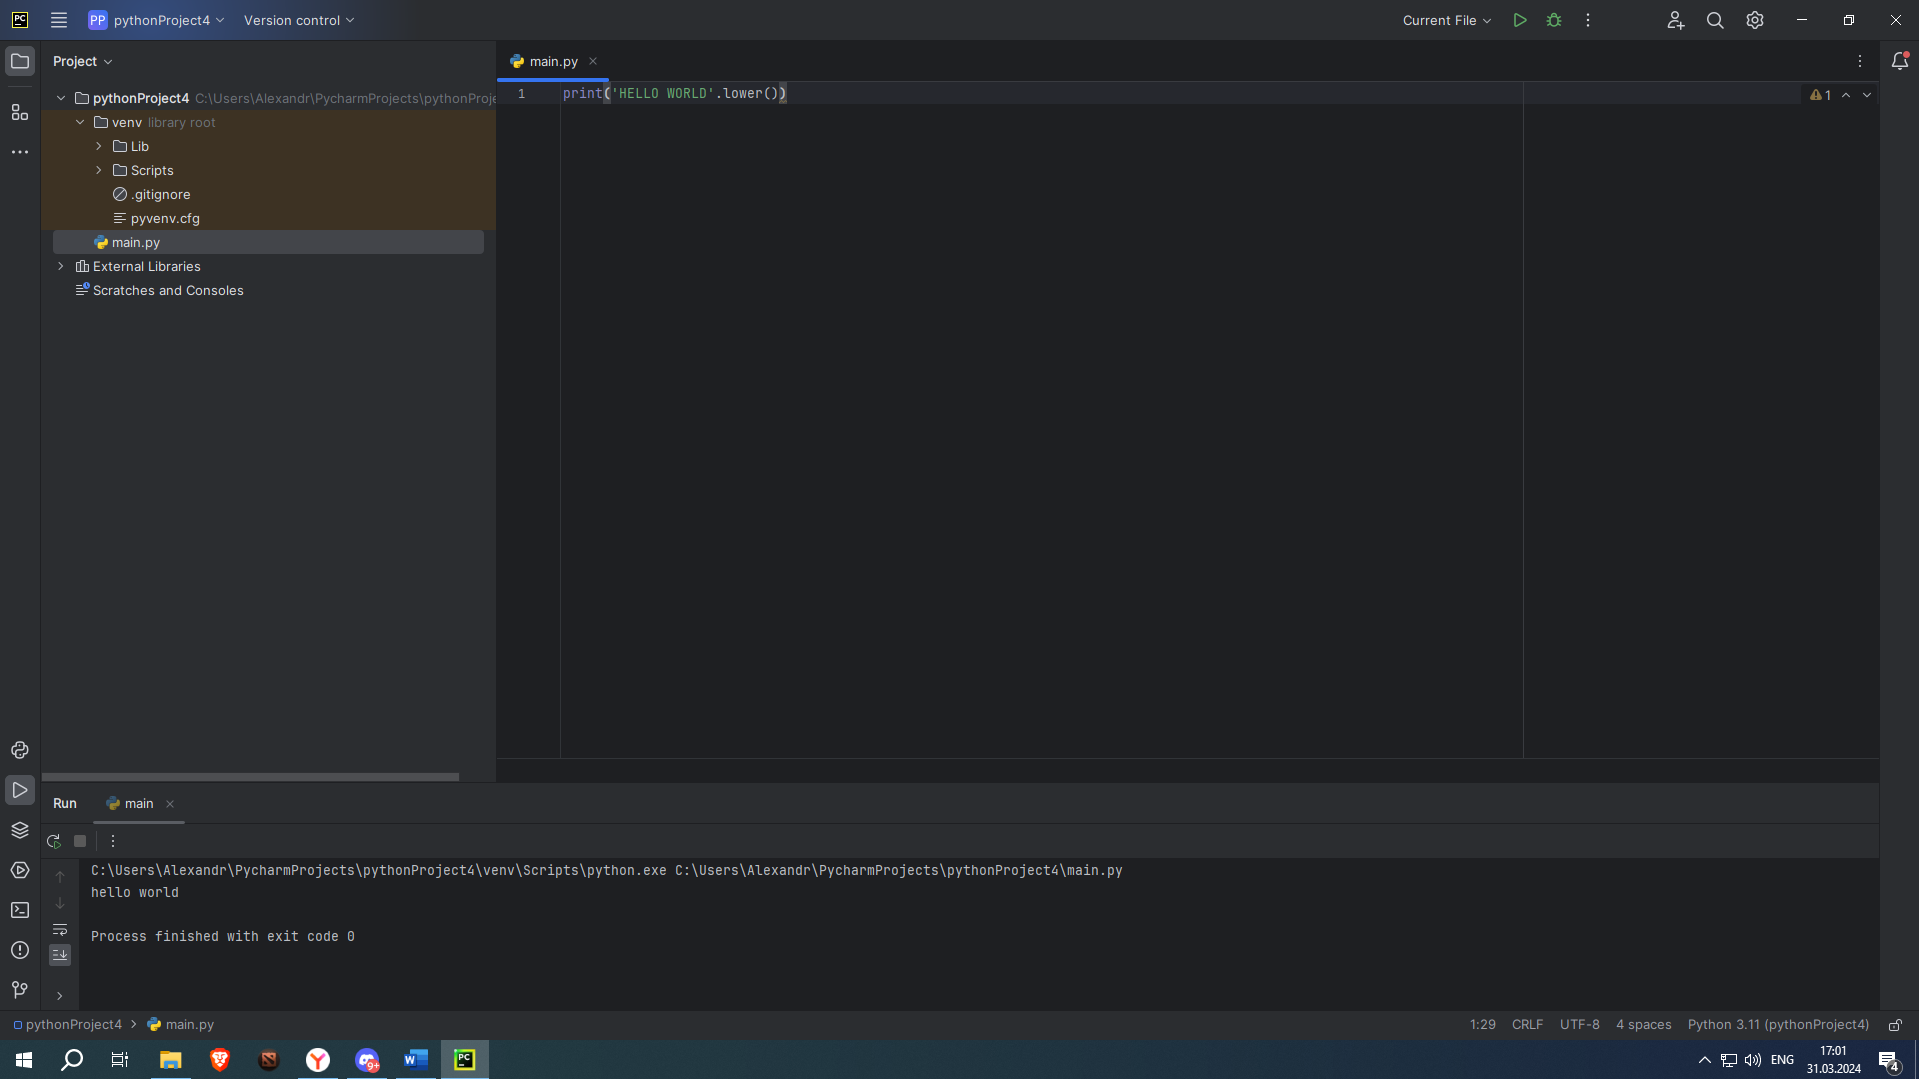 PC
PP pythonProject4 Version control Current File
Project
main.py
pythonProject4 C:\Users\Alexandr\PycharmProjects\pythonProje
venv library root
Lib
Scripts
.gitignore
pyvenv.cfg
main.py
External Libraries
Scratches and Consoles
1 print('HELLO WORLD'.lower())
1
Run main
C:\Users\Alexandr\PycharmProjects\pythonProject4\venv\Scripts\python.exe C:\Users\Alexandr\PycharmProjects\pythonProject4\main.py
hello world
Process finished with exit code 0
pythonProject4 main.py 1:29 CRLF UTF-8 4 spaces Python 3.11 (pythonProject4)
9+ W PC ENG 17:01
31.03.2024 4